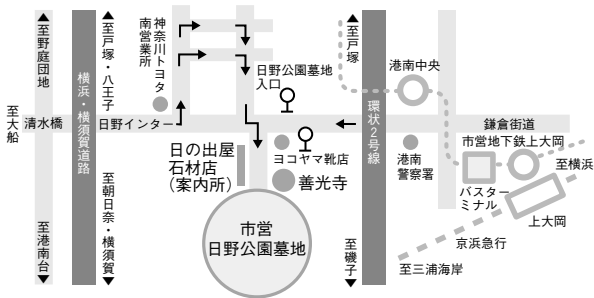 至野庭団地
至戸塚・八王子
神奈川トヨタ
南営業所
至戸塚
港南中央
日野公園墓地
入口
横浜・横須賀道路
環状2号線
至大船
清水橋
日野インター
鎌倉街道
市営地下鉄上大岡
至横浜
日の出屋
石材店
(案内所)
ヨコヤマ靴店
善光寺
港南
警察署
バスター
ミナル
上大岡
至朝日奈・横須賀
至港南台
市営
日野公園墓地
至磯子
京浜急行
至三浦海岸